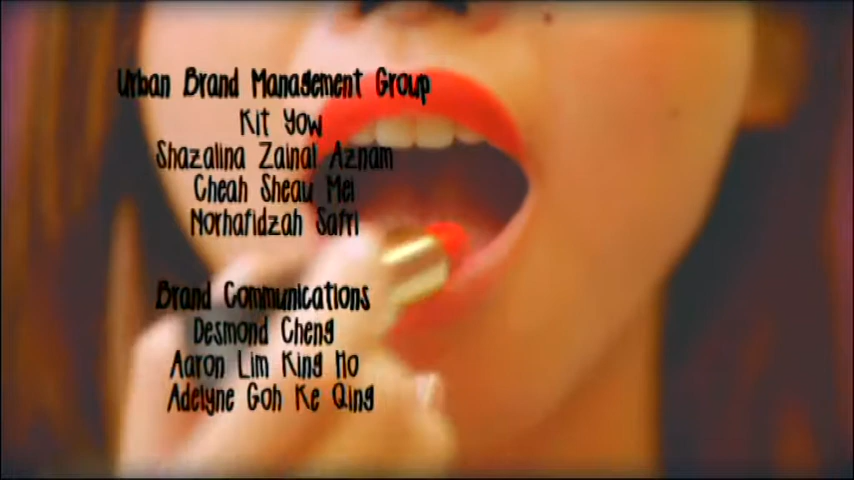 Urban Brand Management Group
Kit Yow
Shazalina Zainal Aznam
Cheah Sheau Mei
Norhafidzah Safri
Brand Communications
Desmond Cheng
Aaron Lim King Ho
Adelyne Goh Ke Qing